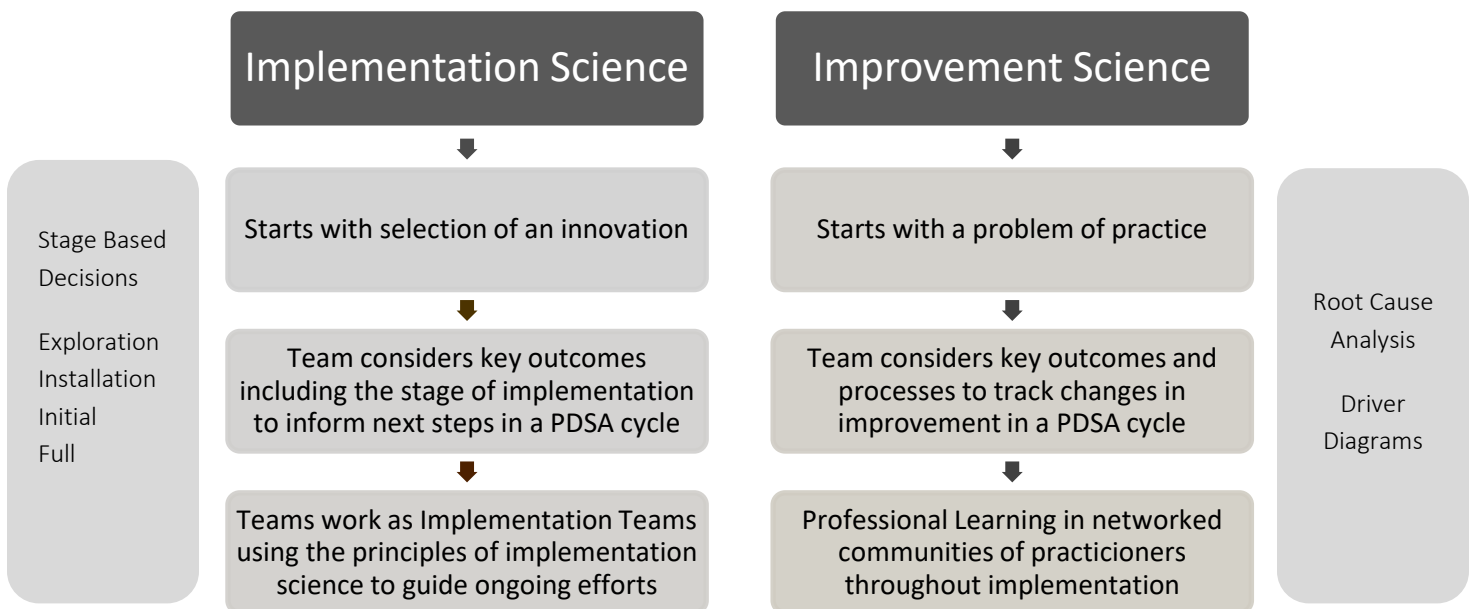 Implementation Science
Improvement Science
Stage Based
Decisions
Exploration
Installation
Initial
Full
Starts with selection of an innovation
Team considers key outcomes
including the stage of implementation
to inform next steps in a PDSA cycle
Teams work as Implementation Teams
using the principles of implementation
science to guide ongoing efforts
Starts with a problem of practice
Team considers key outcomes and
processes to track changes in
improvement in a PDSA cycle
Professional Learning in networked
communities of practicioners
throughout implementation
Root Cause
Analysis
Driver
Diagrams